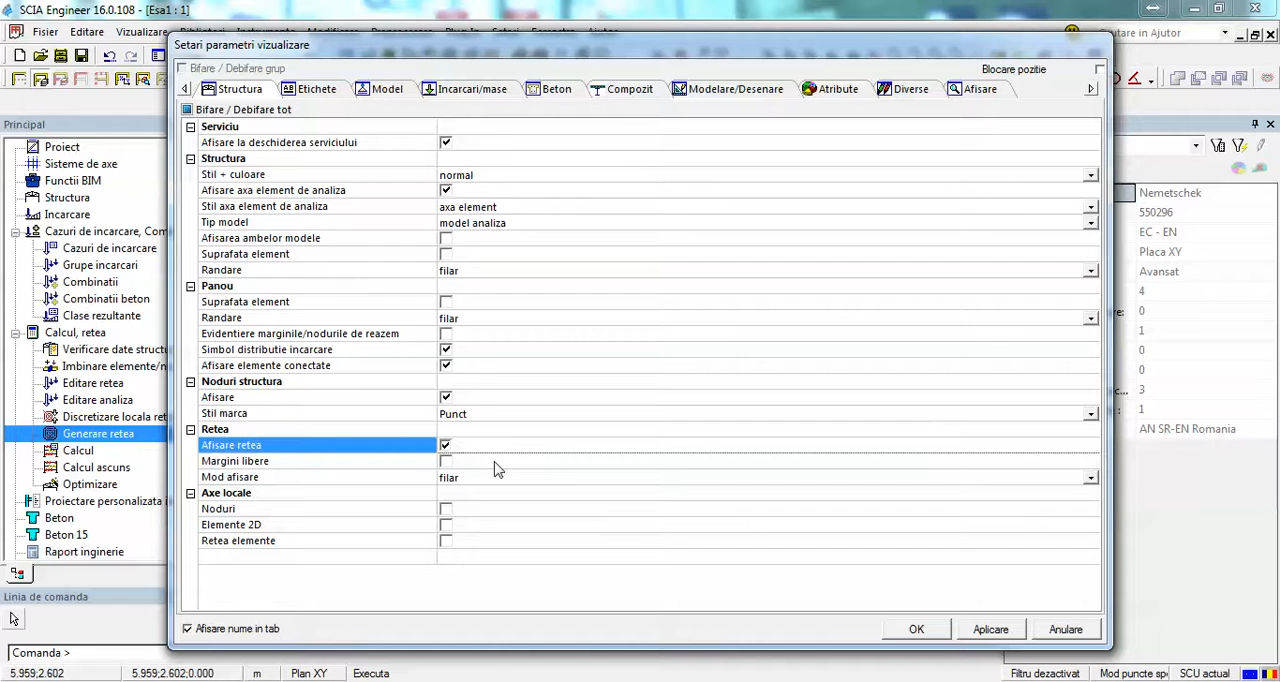 SCIA Engineer 16.0.108 - [Esa1 : 1]
Fisier Editare Vizualizare
Setari parametri vizualizare
Bifare / Debifare grup
Blocare pozitie
Structura Etichete Model Incarcari/mase Beton Compozit Modelare/Desenare Atribute Diverse Afisare
Bifare / Debifare tot
Serviciu
Afisare la deschiderea serviciului
Structura
Stil + culoare normal
Afisare axa element de analiza
Stil axa element de analiza axa element
Tip model model analiza
Afisarea ambelor modele
Suprafata element
Randare filar
Panou
Suprafata element
Randare filar
Evidentiere marginile/nodurile de reazem
Simbol distributie incarcare
Afisare elemente conectate
Noduri structura
Afisare
Stil marca Punct
Retea
Afisare retea
Margini libere
Mod afisare filar
Axe locale
Noduri
Elemente 2D
Retea elemente
Afisare nume in tab
OK Aplicare Anulare
Principal
Proiect
Sisteme de axe
Functii BIM
Structura
Incarcare
Cazuri de incarcare, Com
Cazuri de incarcare
Grupe incarcari
Combinatii
Combinatii beton
Clase rezultante
Calcul, retea
Verificare date structu
Imbinare elemente/n
Editare retea
Editare analiza
Discretizare locala ret
Generare retea
Calcul
Calcul ascuns
Optimizare
Proiectare personalizata i
Beton
Beton 15
Raport inginerie
Linia de comanda
Comanda >
5.959;2.602 5.959;2.602;0.000 m Plan XY Executa
Filtru dezactivat Mod puncte sp SCU actual
utare in Ajutor
Nemetschek
550296
EC - EN
Placa XY
Avansat
4
0
1
0
0
3
1
AN SR-EN Romania